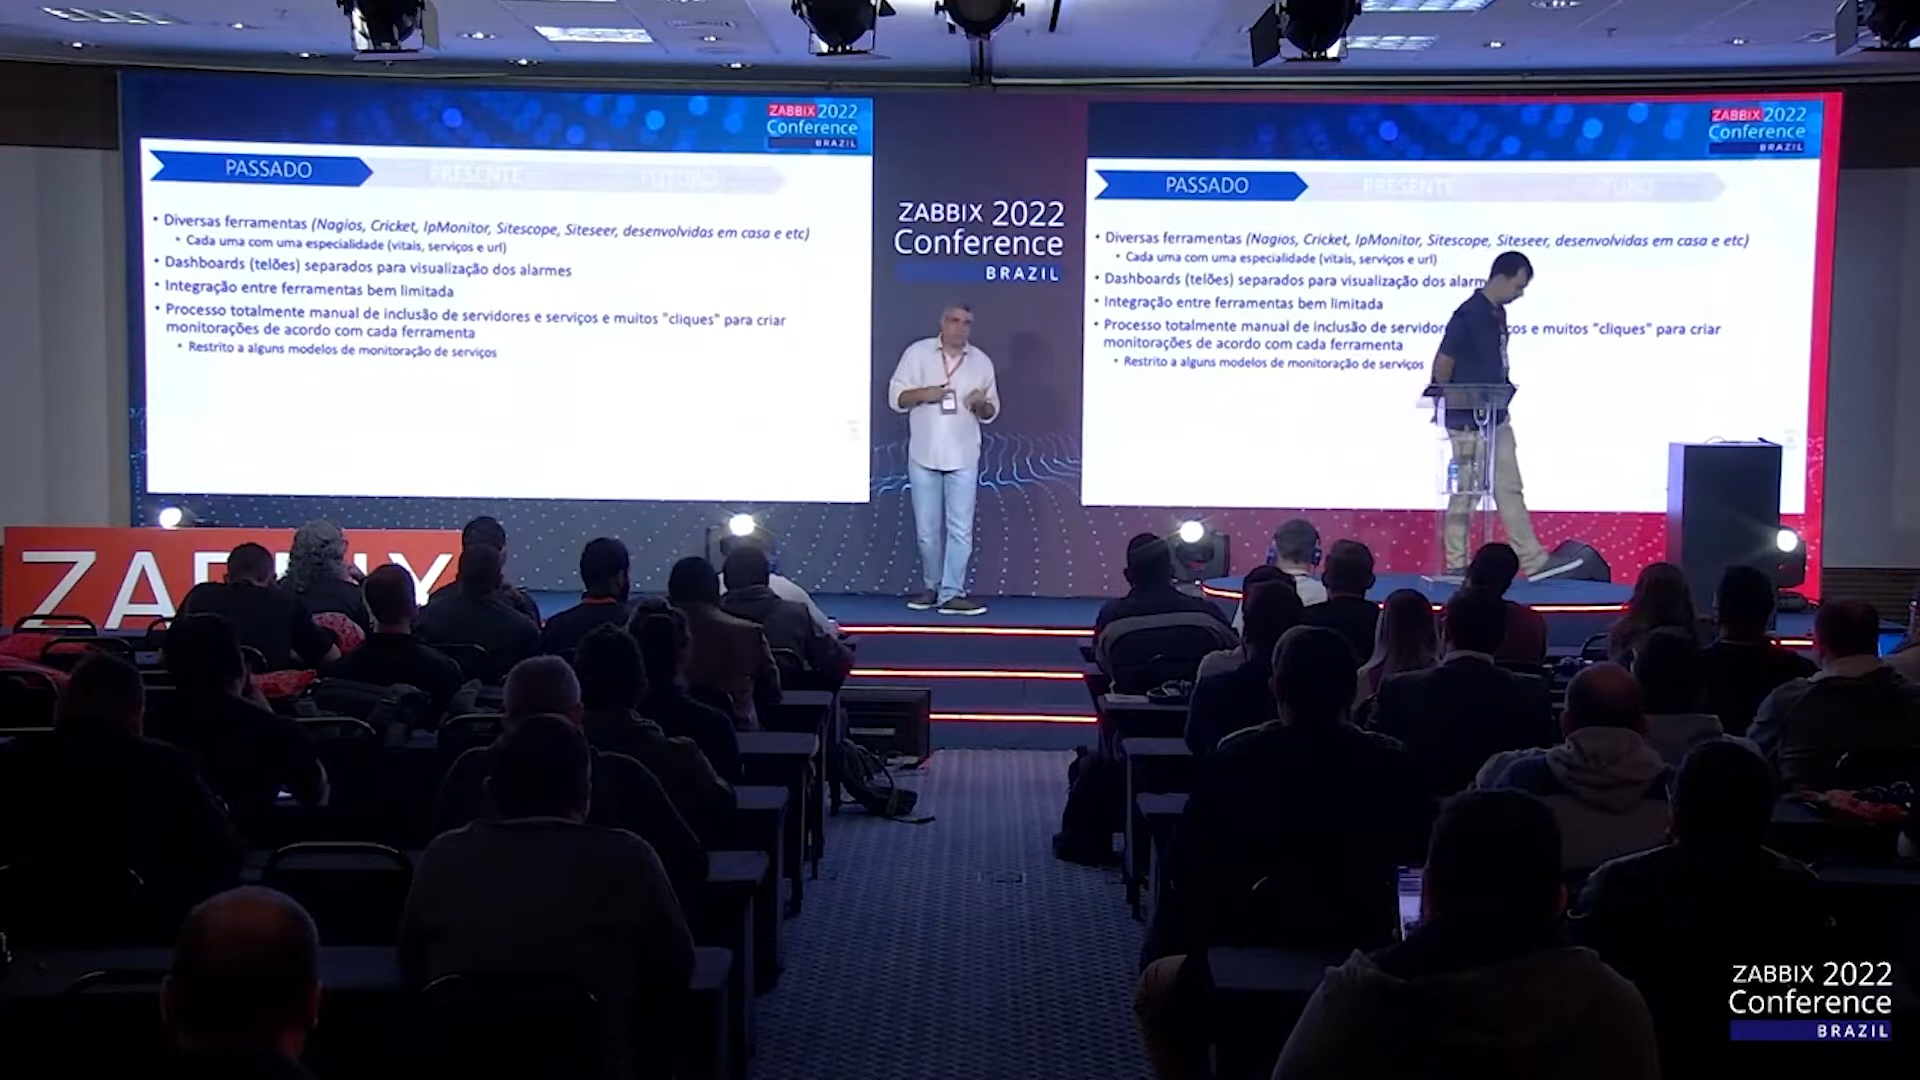 ZABBIX 2022
Conference
BRAZIL
PASSADO
PRESENTE
FUTURO
• Diversas ferramentas (Nagios, Cricket, IpMonitor, Sitescope, Siteseer, desenvolvidas em casa e etc)
• Cada uma com uma especialidade (vitais, serviços e url)
• Dashboards (telões) separados para visualização dos alarmes
• Integração entre ferramentas bem limitada
• Processo totalmente manual de inclusão de servidores e serviços e muitos "cliques" para criar
monitorações de acordo com cada ferramenta
• Restrito a alguns modelos de monitoração de serviços
ZABBIX 2022
Conference
BRAZIL
ZABBIX 2022
Conference
BRAZIL
PASSADO
PRESENTE
FUTURO
• Diversas ferramentas (Nagios, Cricket, IpMonitor, Sitescope, Siteseer, desenvolvidas em casa e etc)
• Cada uma com uma especialidade (vitais, serviços e url)
• Dashboards (telões) separados para visualização dos alarm
• Integração entre ferramentas bem limitada
• Processo totalmente manual de inclusão de servidor ços e muitos "cliques" para criar
monitorações de acordo com cada ferramenta
• Restrito a alguns modelos de monitoração de serviços
ZABBIX
ZABBIX 2022
Conference
BRAZIL